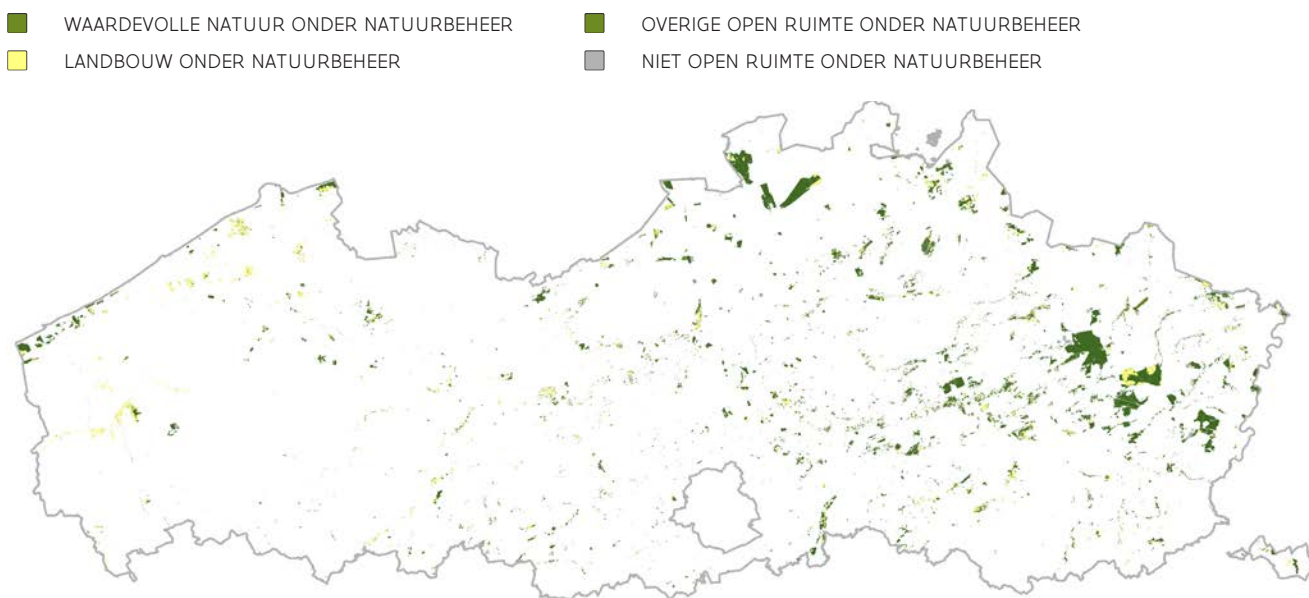 WAARDEVOLLE NATUUR ONDER NATUURBEHEER
OVERIGE OPEN RUIMTE ONDER NATUURBEHEER
LANDBOUW ONDER NATUURBEHEER
NIET OPEN RUIMTE ONDER NATUURBEHEER